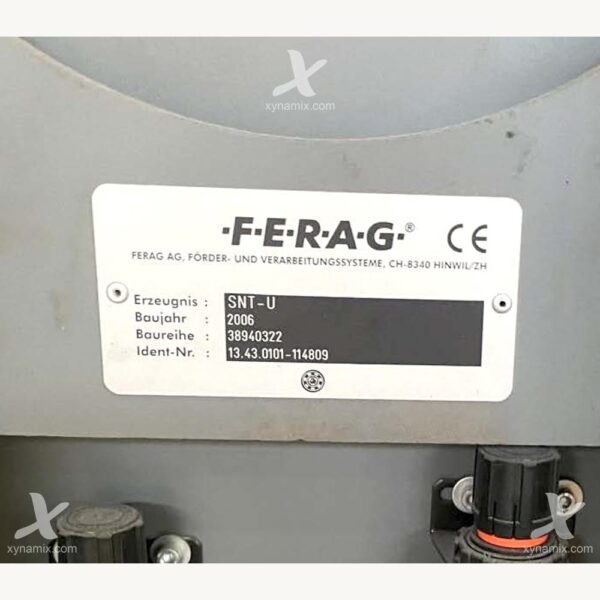 X
xynamix.com
·F·E·R·A·G·® CE
FERAG AG, FÖRDER- UND VERARBEITUNGSSYSTEME, CH-8340 HINWIL/ZH
Erzeugnis : SNT-U
Baujahr : 2006
Baureihe : 38940322
Ident-Nr. : 13.43.0101-114809
X
xynamix.com
X
xynamix.com